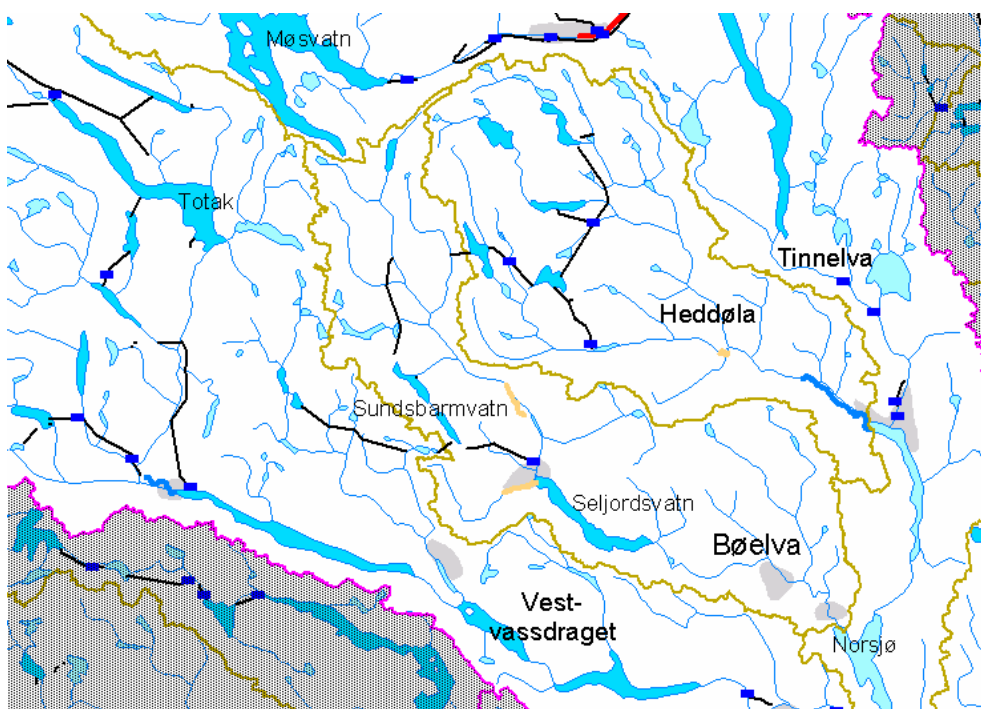 Møsvatn
Totak
Tinnelva
Heddøla
Sundsbarmvatn
Seljordsvatn
Bøelva
Vest-
vassdraget
Norsjø